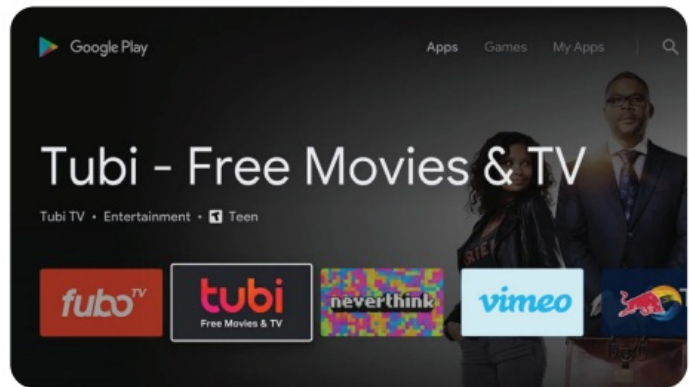 Google Play
Apps Games My Apps
Tubi - Free Movies & TV
Tubi TV • Entertainment • T Teen
fuboTV
tubi
Free Movies & TV
neverthink
vimeo